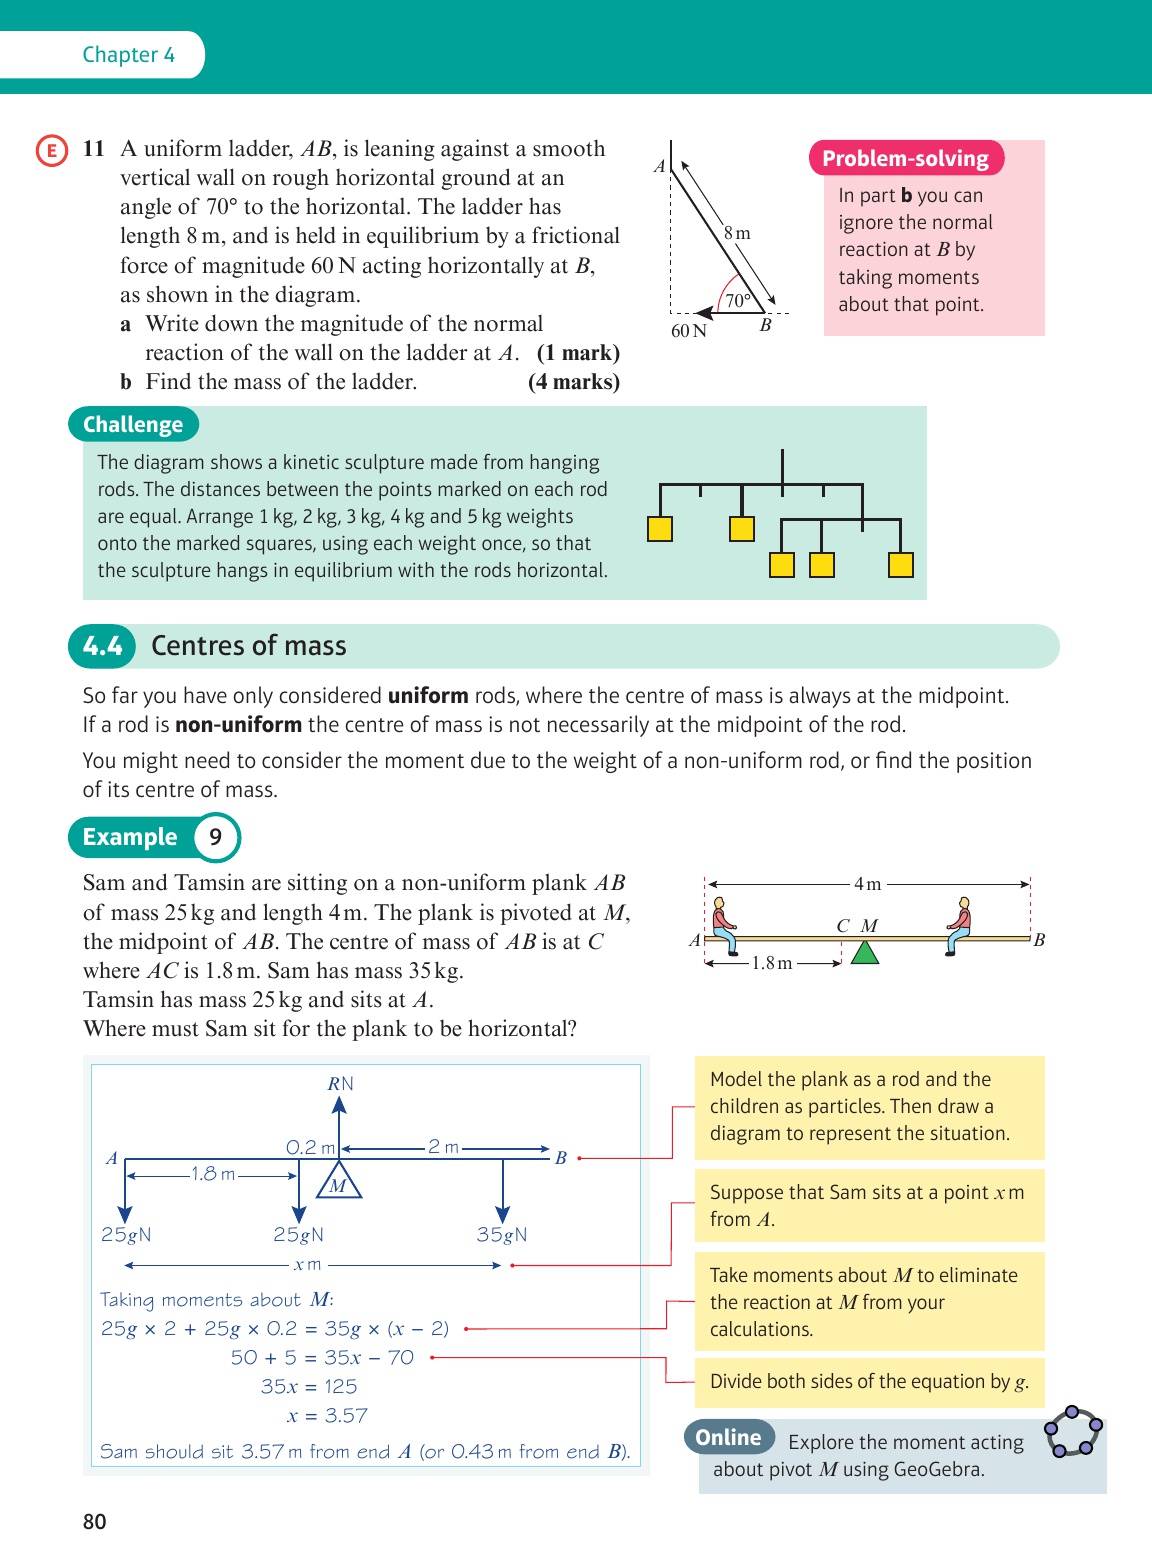 Chapter 4
E
11 A uniform ladder, AB, is leaning against a smooth
vertical wall on rough horizontal ground at an
angle of 70° to the horizontal. The ladder has
length 8 m, and is held in equilibrium by a frictional
force of magnitude 60 N acting horizontally at B,
as shown in the diagram.
a Write down the magnitude of the normal
reaction of the wall on the ladder at A. (1 mark)
b Find the mass of the ladder. (4 marks)
A
8 m
70°
60 N
B
Problem-solving
In part b you can
ignore the normal
reaction at B by
taking moments
about that point.
Challenge
The diagram shows a kinetic sculpture made from hanging
rods. The distances between the points marked on each rod
are equal. Arrange 1 kg, 2 kg, 3 kg, 4 kg and 5 kg weights
onto the marked squares, using each weight once, so that
the sculpture hangs in equilibrium with the rods horizontal.
4.4 Centres of mass
So far you have only considered uniform rods, where the centre of mass is always at the midpoint.
If a rod is non-uniform the centre of mass is not necessarily at the midpoint of the rod.
You might need to consider the moment due to the weight of a non-uniform rod, or find the position
of its centre of mass.
Example 9
Sam and Tamsin are sitting on a non-uniform plank AB
of mass 25 kg and length 4 m. The plank is pivoted at M,
the midpoint of AB. The centre of mass of AB is at C
where AC is 1.8 m. Sam has mass 35 kg.
Tamsin has mass 25 kg and sits at A.
Where must Sam sit for the plank to be horizontal?
4 m
C M
A B
1.8 m
RN
0.2 m 2 m
A B
1.8 m
M
25gN 25gN 35gN
x m
Taking moments about M:
25g × 2 + 25g × 0.2 = 35g × (x − 2)
50 + 5 = 35x − 70
35x = 125
x = 3.57
Sam should sit 3.57 m from end A (or 0.43 m from end B).
Model the plank as a rod and the
children as particles. Then draw a
diagram to represent the situation.
Suppose that Sam sits at a point x m
from A.
Take moments about M to eliminate
the reaction at M from your
calculations.
Divide both sides of the equation by g.
Online Explore the moment acting
about pivot M using GeoGebra.
80